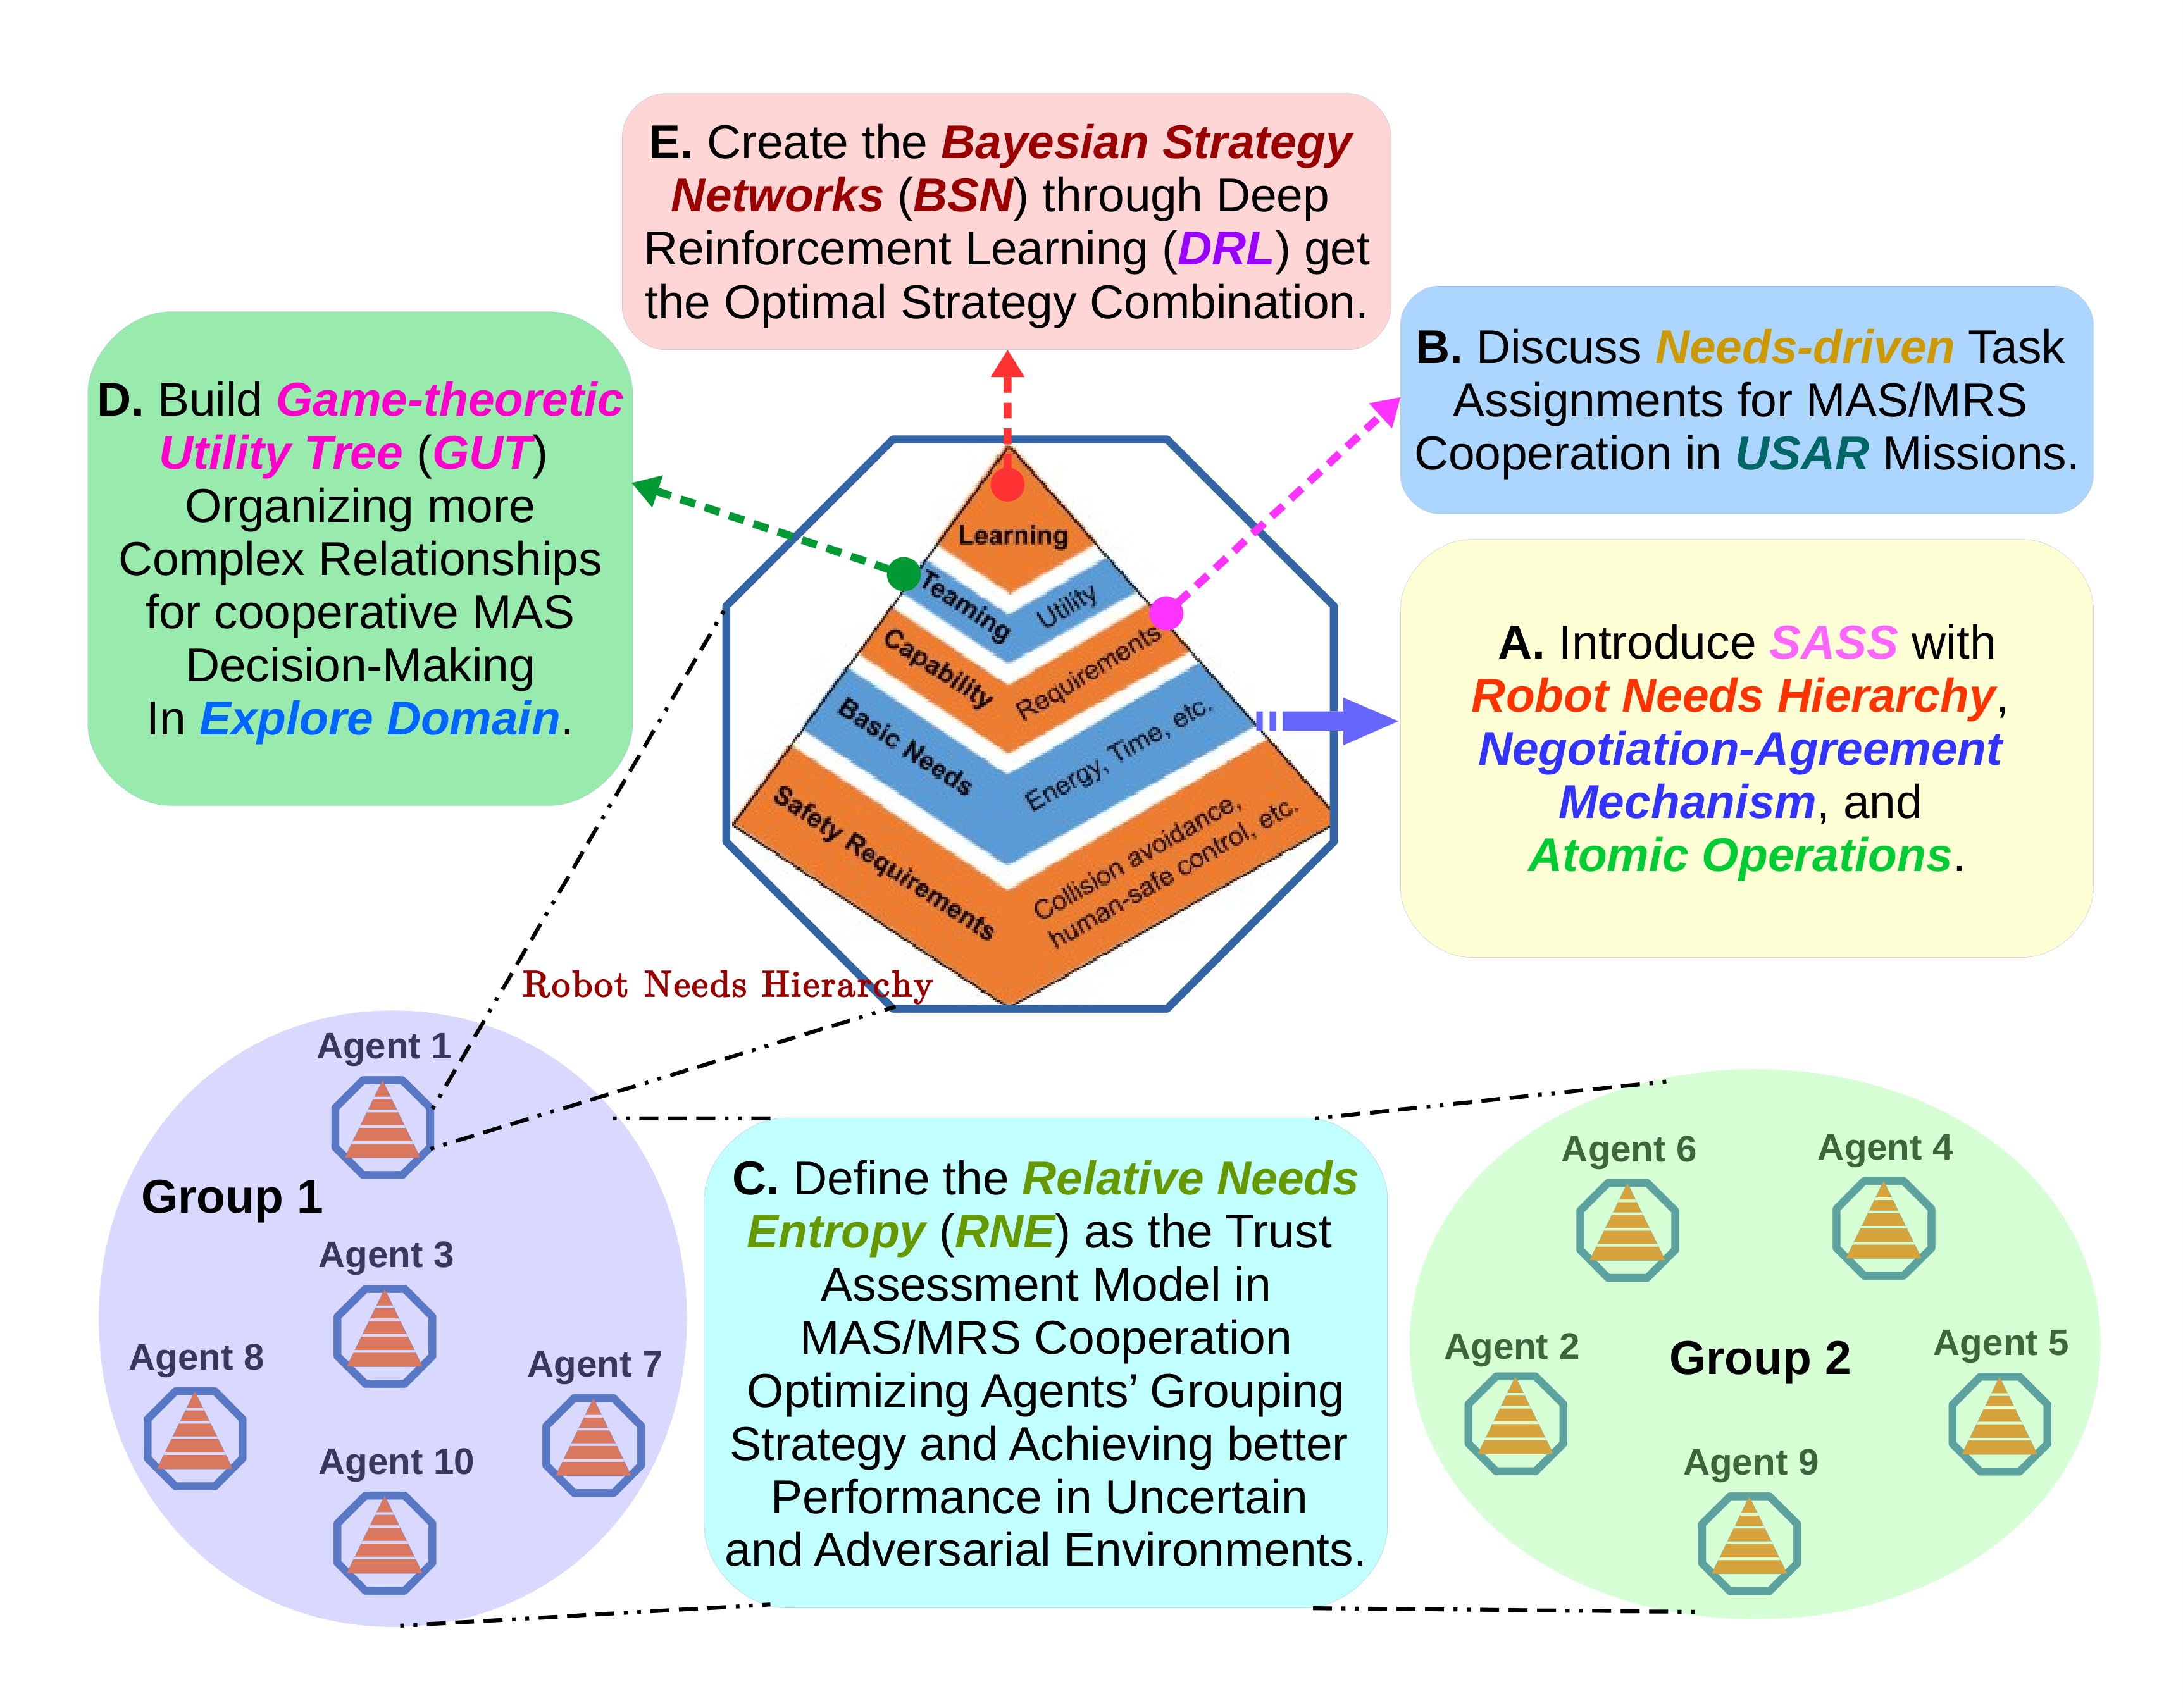 E. Create the Bayesian Strategy
Networks (BSN) through Deep
Reinforcement Learning (DRL) get
the Optimal Strategy Combination.
D. Build Game-theoretic
Utility Tree (GUT)
Organizing more
Complex Relationships
for cooperative MAS
Decision-Making
In Explore Domain.
B. Discuss Needs-driven Task
Assignments for MAS/MRS
Cooperation in USAR Missions.
A. Introduce SASS with
Robot Needs Hierarchy,
Negotiation-Agreement
Mechanism, and
Atomic Operations.
Learning
Teaming
Utility
Capability
Requirements
Basic Needs
Energy, Time, etc.
Safety Requirements
Collision avoidance,
human-safe control, etc.
Robot Needs Hierarchy
Agent 1
Group 1
Agent 3
Agent 8
Agent 7
Agent 10
C. Define the Relative Needs
Entropy (RNE) as the Trust
Assessment Model in
MAS/MRS Cooperation
Optimizing Agents’ Grouping
Strategy and Achieving better
Performance in Uncertain
and Adversarial Environments.
Agent 6
Agent 4
Agent 2
Group 2
Agent 5
Agent 9